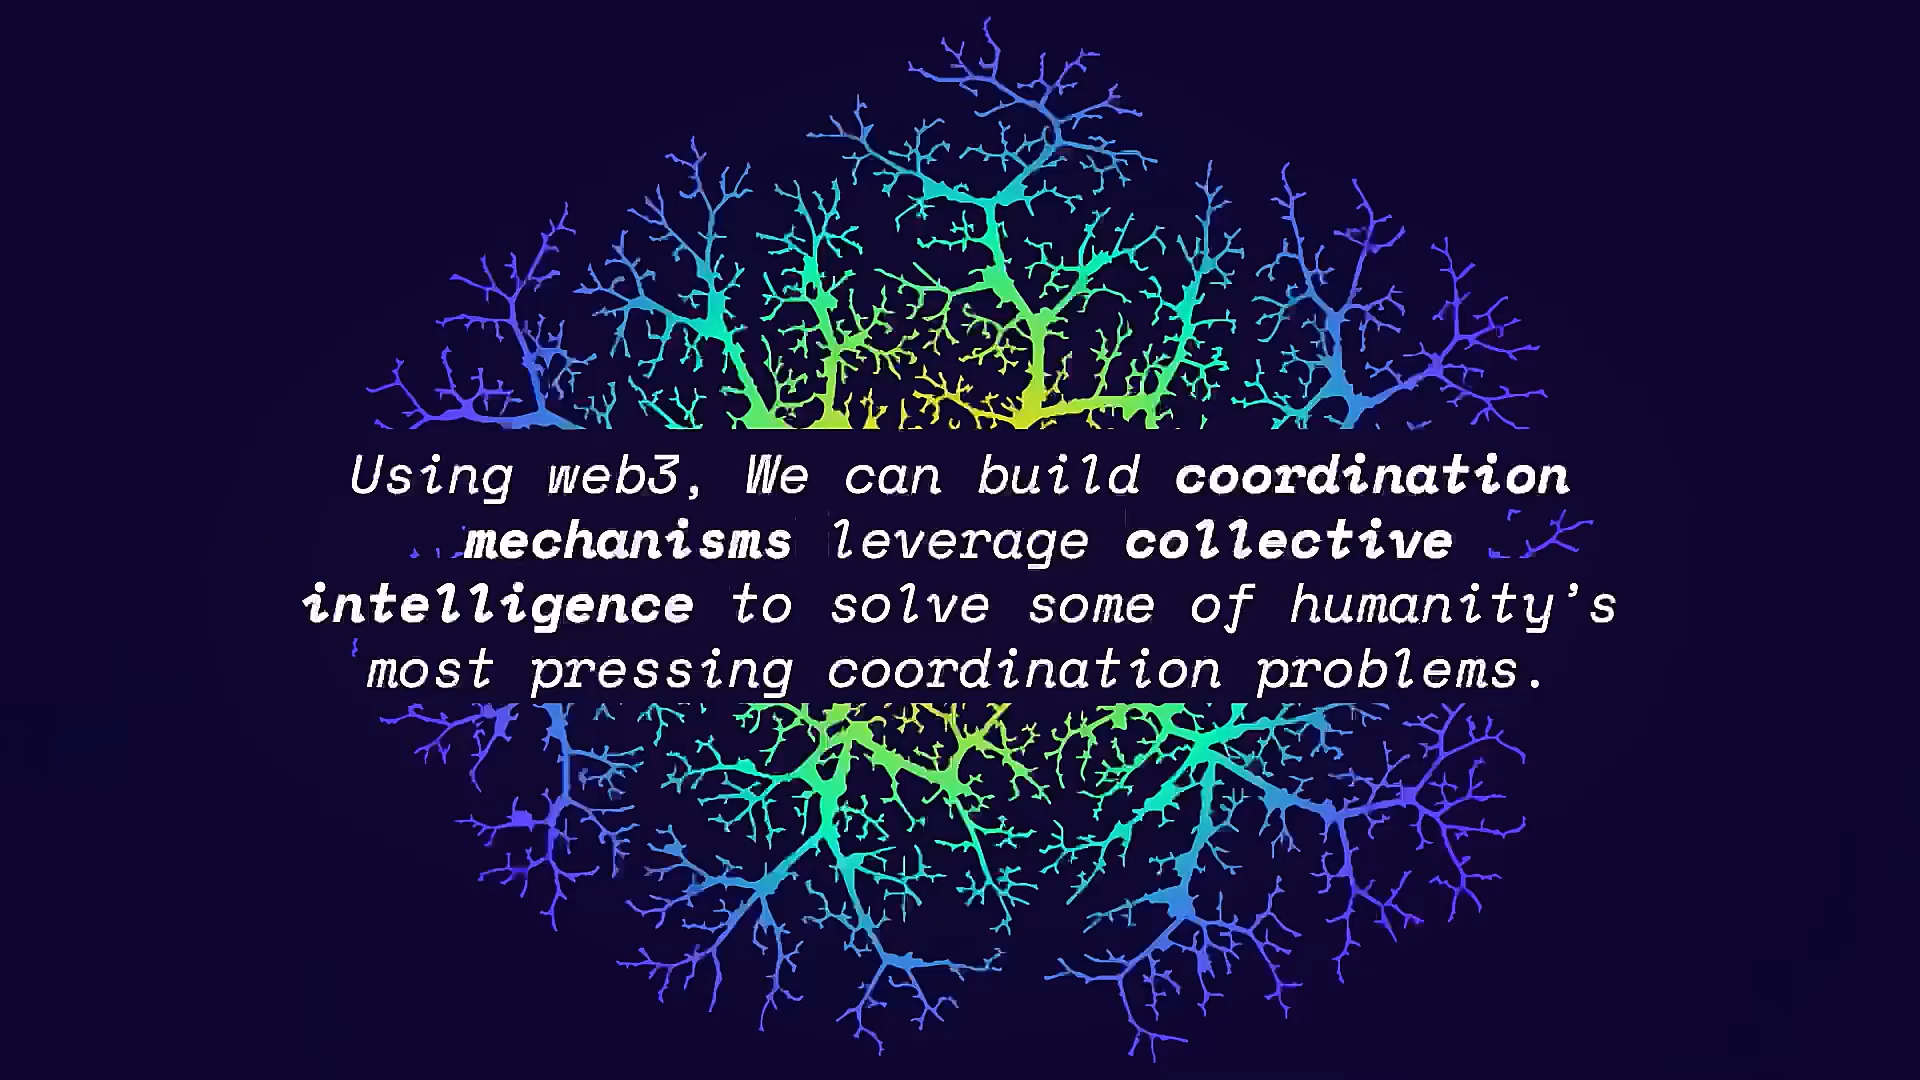 Using web3, We can build coordination
mechanisms leverage collective
intelligence to solve some of humanity’s
most pressing coordination problems.